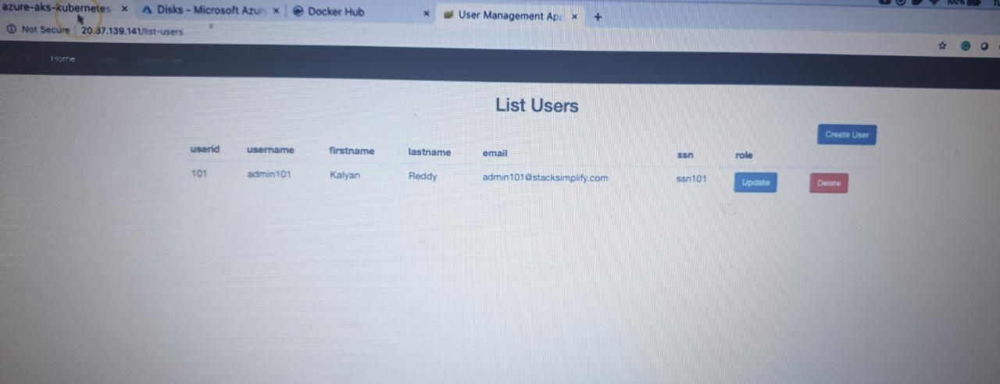 azure-aks-kubernetes
Disks - Microsoft Azur
Docker Hub
User Management Ap
Not Secure 20.37.139.141/list-users
Home Users Create User
List Users
Create User
userid username firstname lastname email ssn role
101 admin101 Kalyan Reddy admin101@stacksimplify.com ssn101 Update Delete